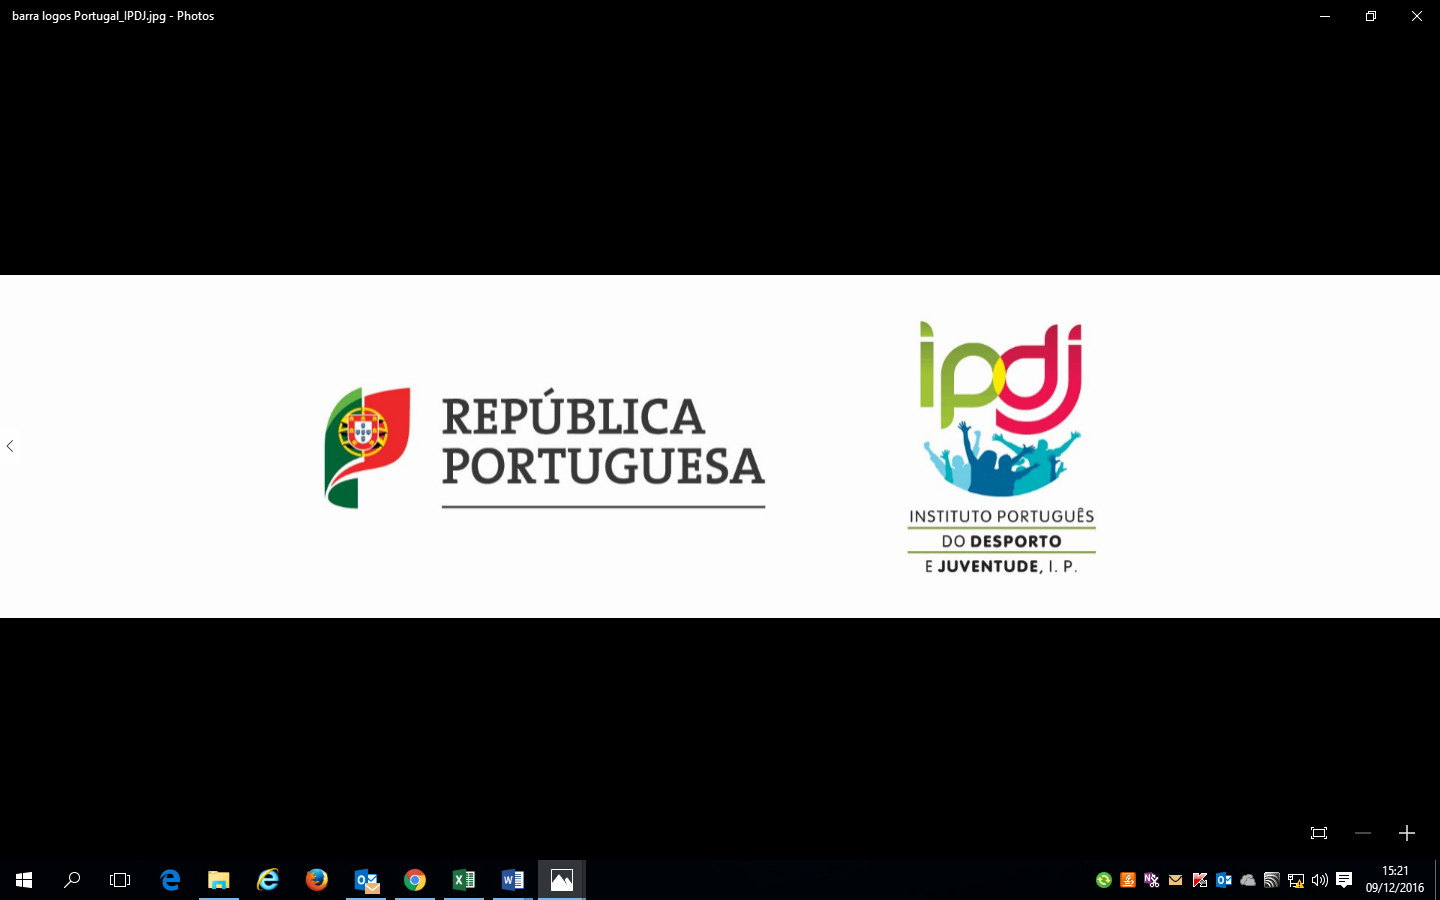 barra logos Portugal_IPDJ.jpg - Photos
REPÚBLICA
PORTUGUESA
ipdj
INSTITUTO PORTUGUÊS
DO DESPORTO
E JUVENTUDE, I. P.
15:21
09/12/2016